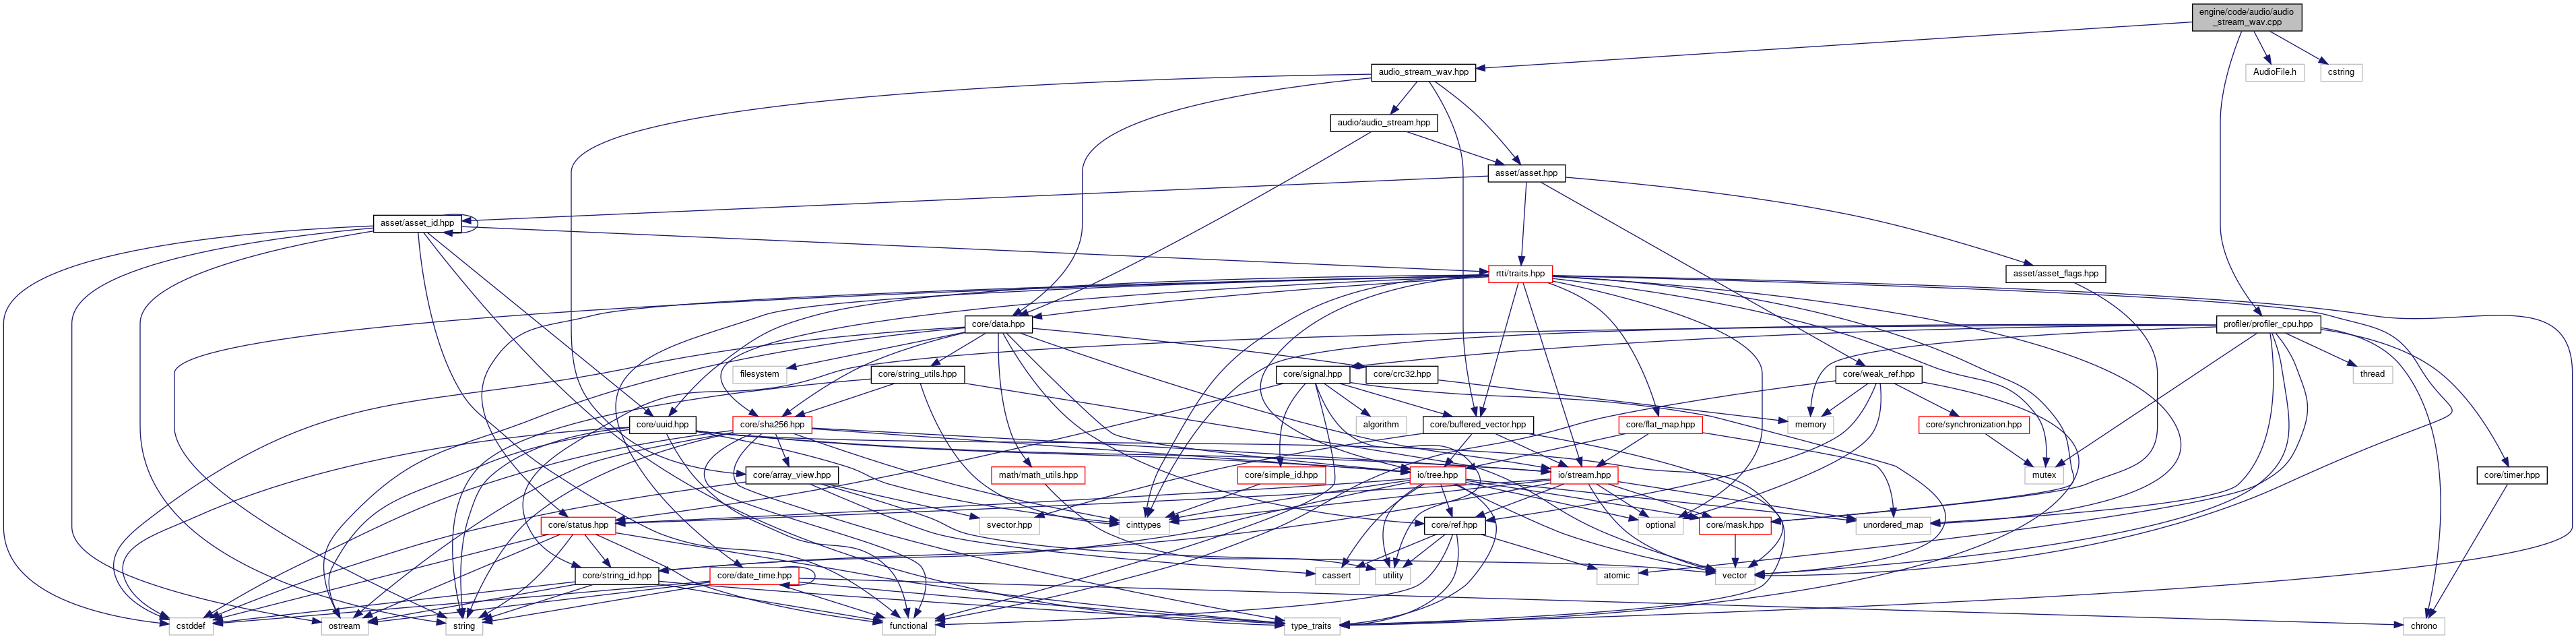 engine/code/audio/audio
_stream_wav.cpp
audio_stream_wav.hpp
AudioFile.h
cstring
audio/audio_stream.hpp
asset/asset.hpp
asset/asset_id.hpp
rtti/traits.hpp
asset/asset_flags.hpp
core/data.hpp
profiler/profiler_cpu.hpp
filesystem
core/string_utils.hpp
core/signal.hpp
core/crc32.hpp
core/weak_ref.hpp
thread
core/uuid.hpp
core/sha256.hpp
algorithm
core/buffered_vector.hpp
core/flat_map.hpp
memory
core/synchronization.hpp
core/array_view.hpp
math/math_utils.hpp
core/simple_id.hpp
io/tree.hpp
io/stream.hpp
mutex
core/timer.hpp
core/status.hpp
svector.hpp
cinttypes
core/ref.hpp
optional
core/mask.hpp
unordered_map
core/string_id.hpp
core/date_time.hpp
cassert
utility
atomic
vector
cstddef
ostream
string
functional
type_traits
chrono